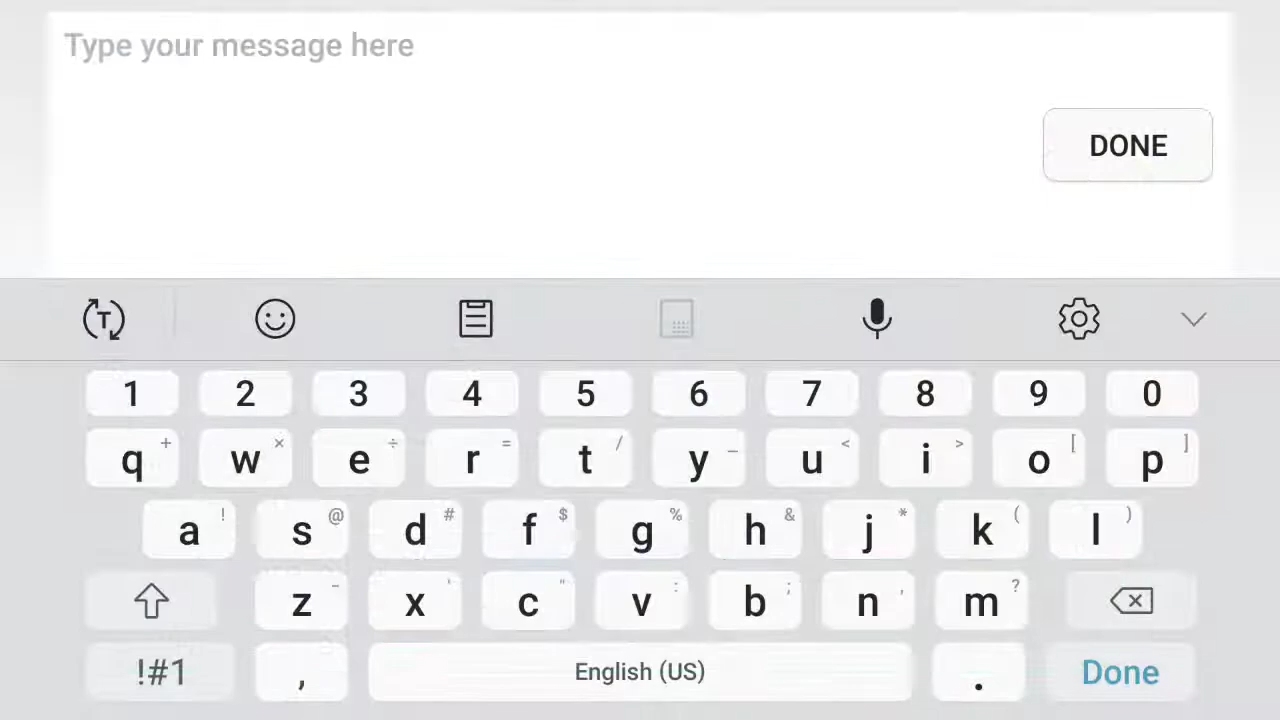 Type your message here
DONE
T
1 2 3 4 5 6 7 8 9 0
q + w × e ÷ r = t / y _ u < i > o [ p ]
a ! s @ d # f $ g % h & j * k ( l )
z - x ' c " v : b ; n , m ?
!#1 , English (US) . Done